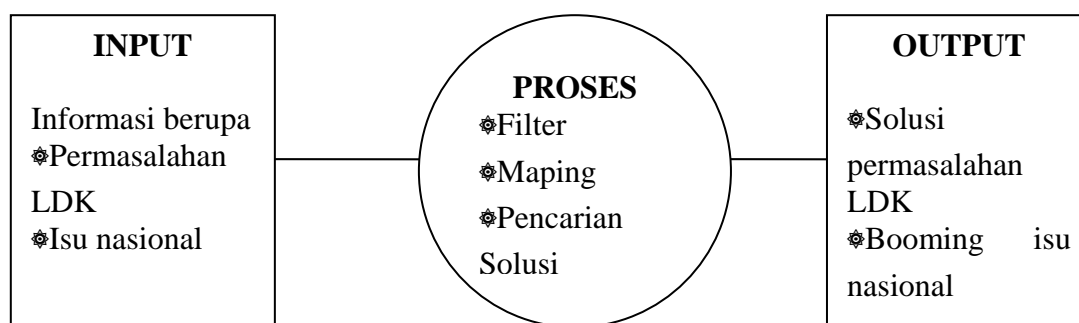 INPUT
Informasi berupa
۞Permasalahan
LDK
۞Isu nasional
PROSES
۞Filter
۞Maping
۞Pencarian
Solusi
OUTPUT
۞Solusi
permasalahan
LDK
۞Booming isu
nasional